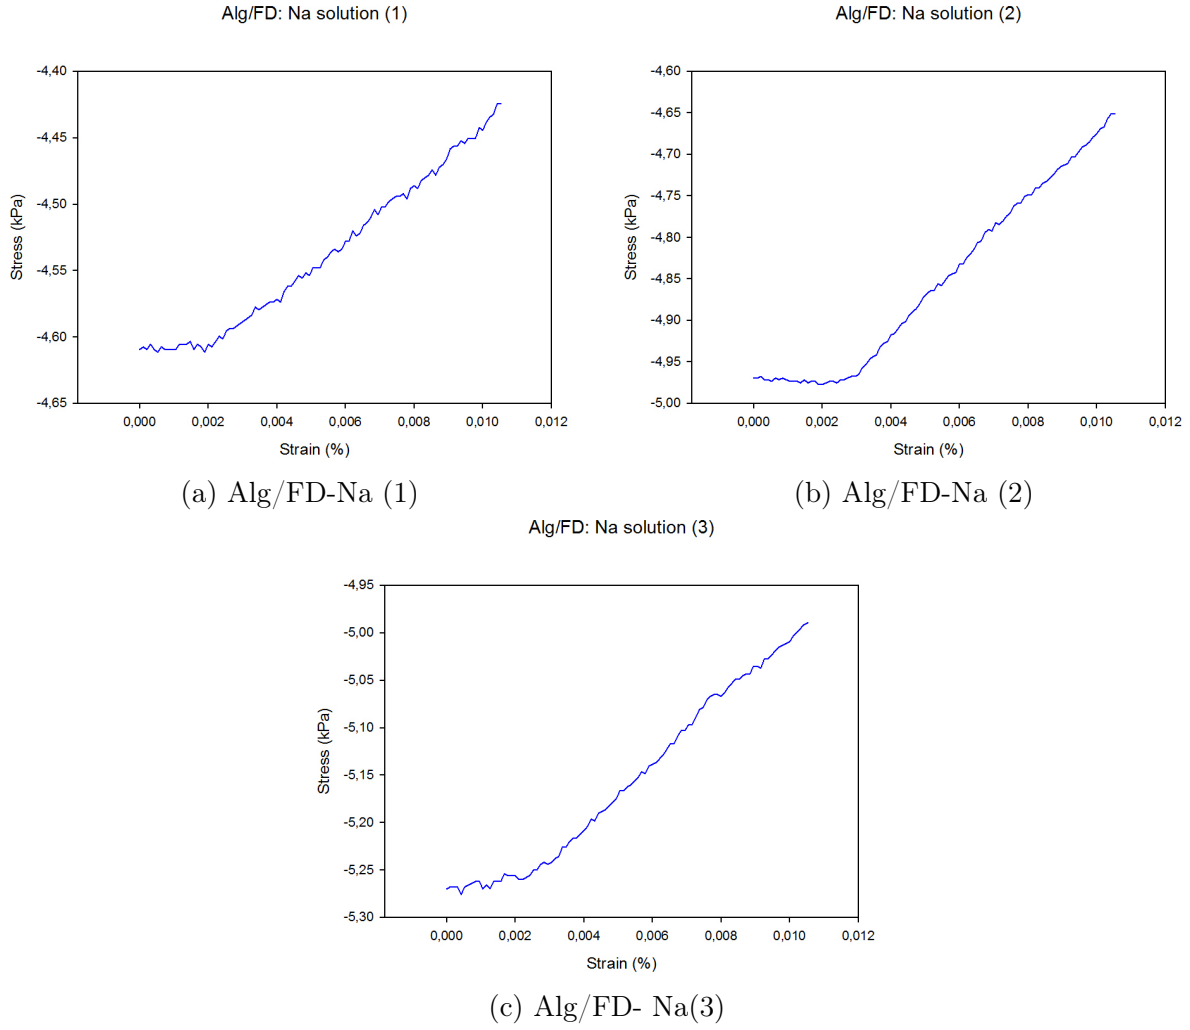 Alg/FD: Na solution (1)
-4,40
-4,45
-4,50
-4,55
-4,60
-4,65
Stress (kPa)
0,000 0,002 0,004 0,006 0,008 0,010 0,012
Strain (%)
(a) Alg/FD-Na (1)
Alg/FD: Na solution (2)
-4,60
-4,65
-4,70
-4,75
-4,80
-4,85
-4,90
-4,95
-5,00
Stress (kPa)
0,000 0,002 0,004 0,006 0,008 0,010 0,012
Strain (%)
(b) Alg/FD-Na (2)
Alg/FD: Na solution (3)
-4,95
-5,00
-5,05
-5,10
-5,15
-5,20
-5,25
-5,30
Stress (kPa)
0,000 0,002 0,004 0,006 0,008 0,010 0,012
Strain (%)
(c) Alg/FD- Na(3)